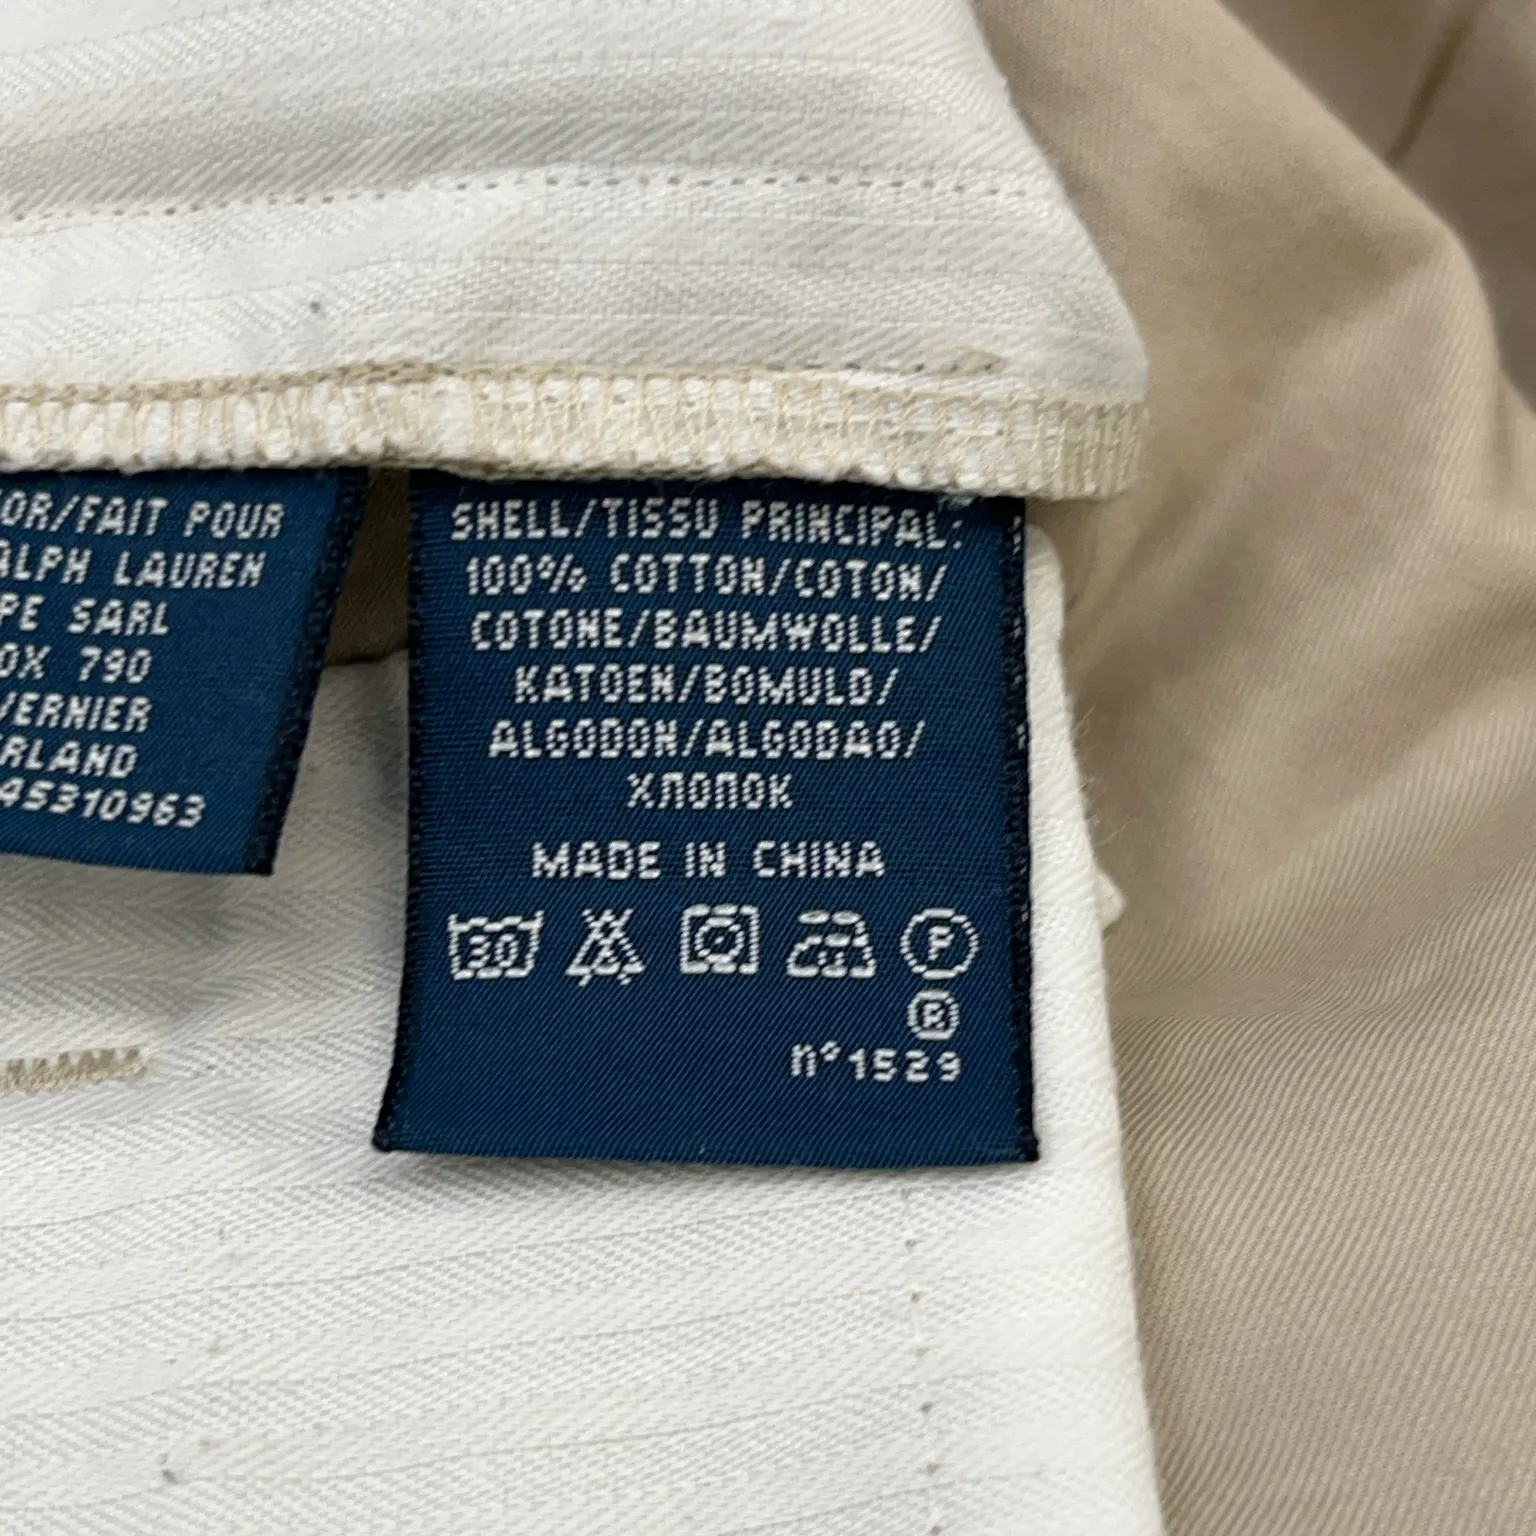 OR/FAIT POUR
ALPH LAUREN
PE SARL
OX 790
VERNIER
RLAND
45310963
SHELL/TISSU PRINCIPAL:
100% COTTON/COTON/
COTONE/BAUMWOLLE/
KATOEN/BOMULD/
ALGODON/ALGODAO/
ХЛОПОК
MADE IN CHINA
30
P
®
n°1529